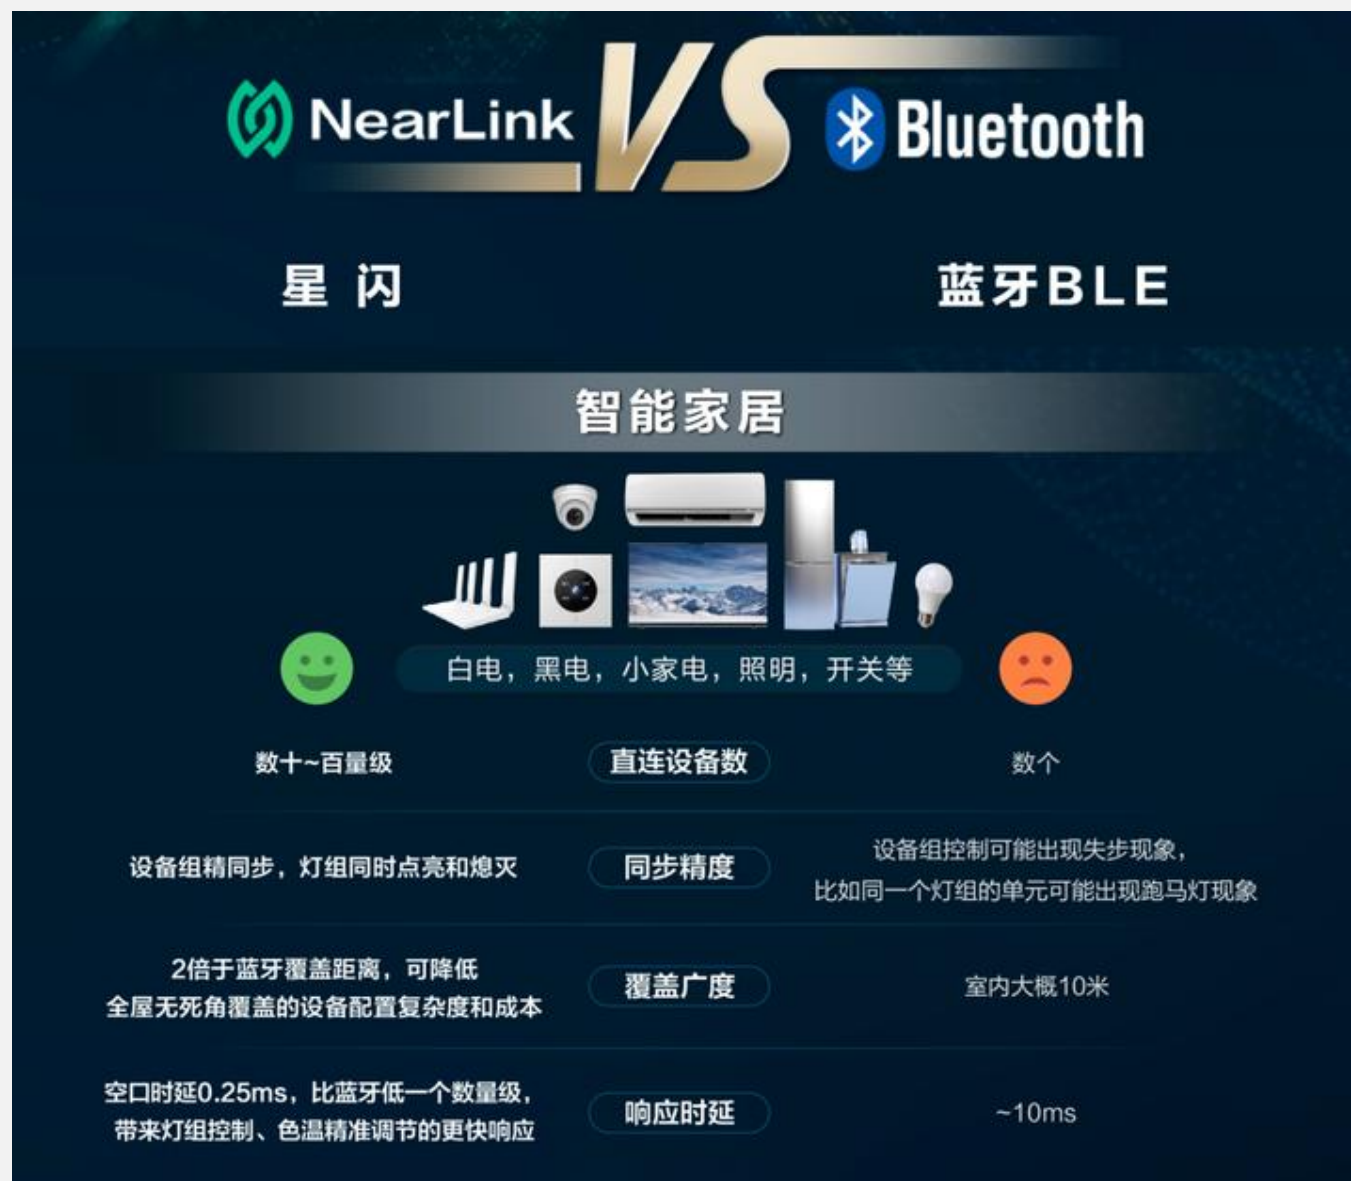 NearLink VS Bluetooth
星闪
蓝牙BLE
智能家居
白电，黑电，小家电，照明，开关等
数十~百量级
直连设备数
数个
设备组精同步，灯组同时点亮和熄灭
同步精度
设备组控制可能出现失步现象，
比如同一个灯组的单元可能出现跑马灯现象
2倍于蓝牙覆盖距离，可降低
全屋无死角覆盖的设备配置复杂度和成本
覆盖广度
室内大概10米
空口时延0.25ms，比蓝牙低一个数量级，
带来灯组控制、色温精准调节的更快响应
响应时延
~10ms